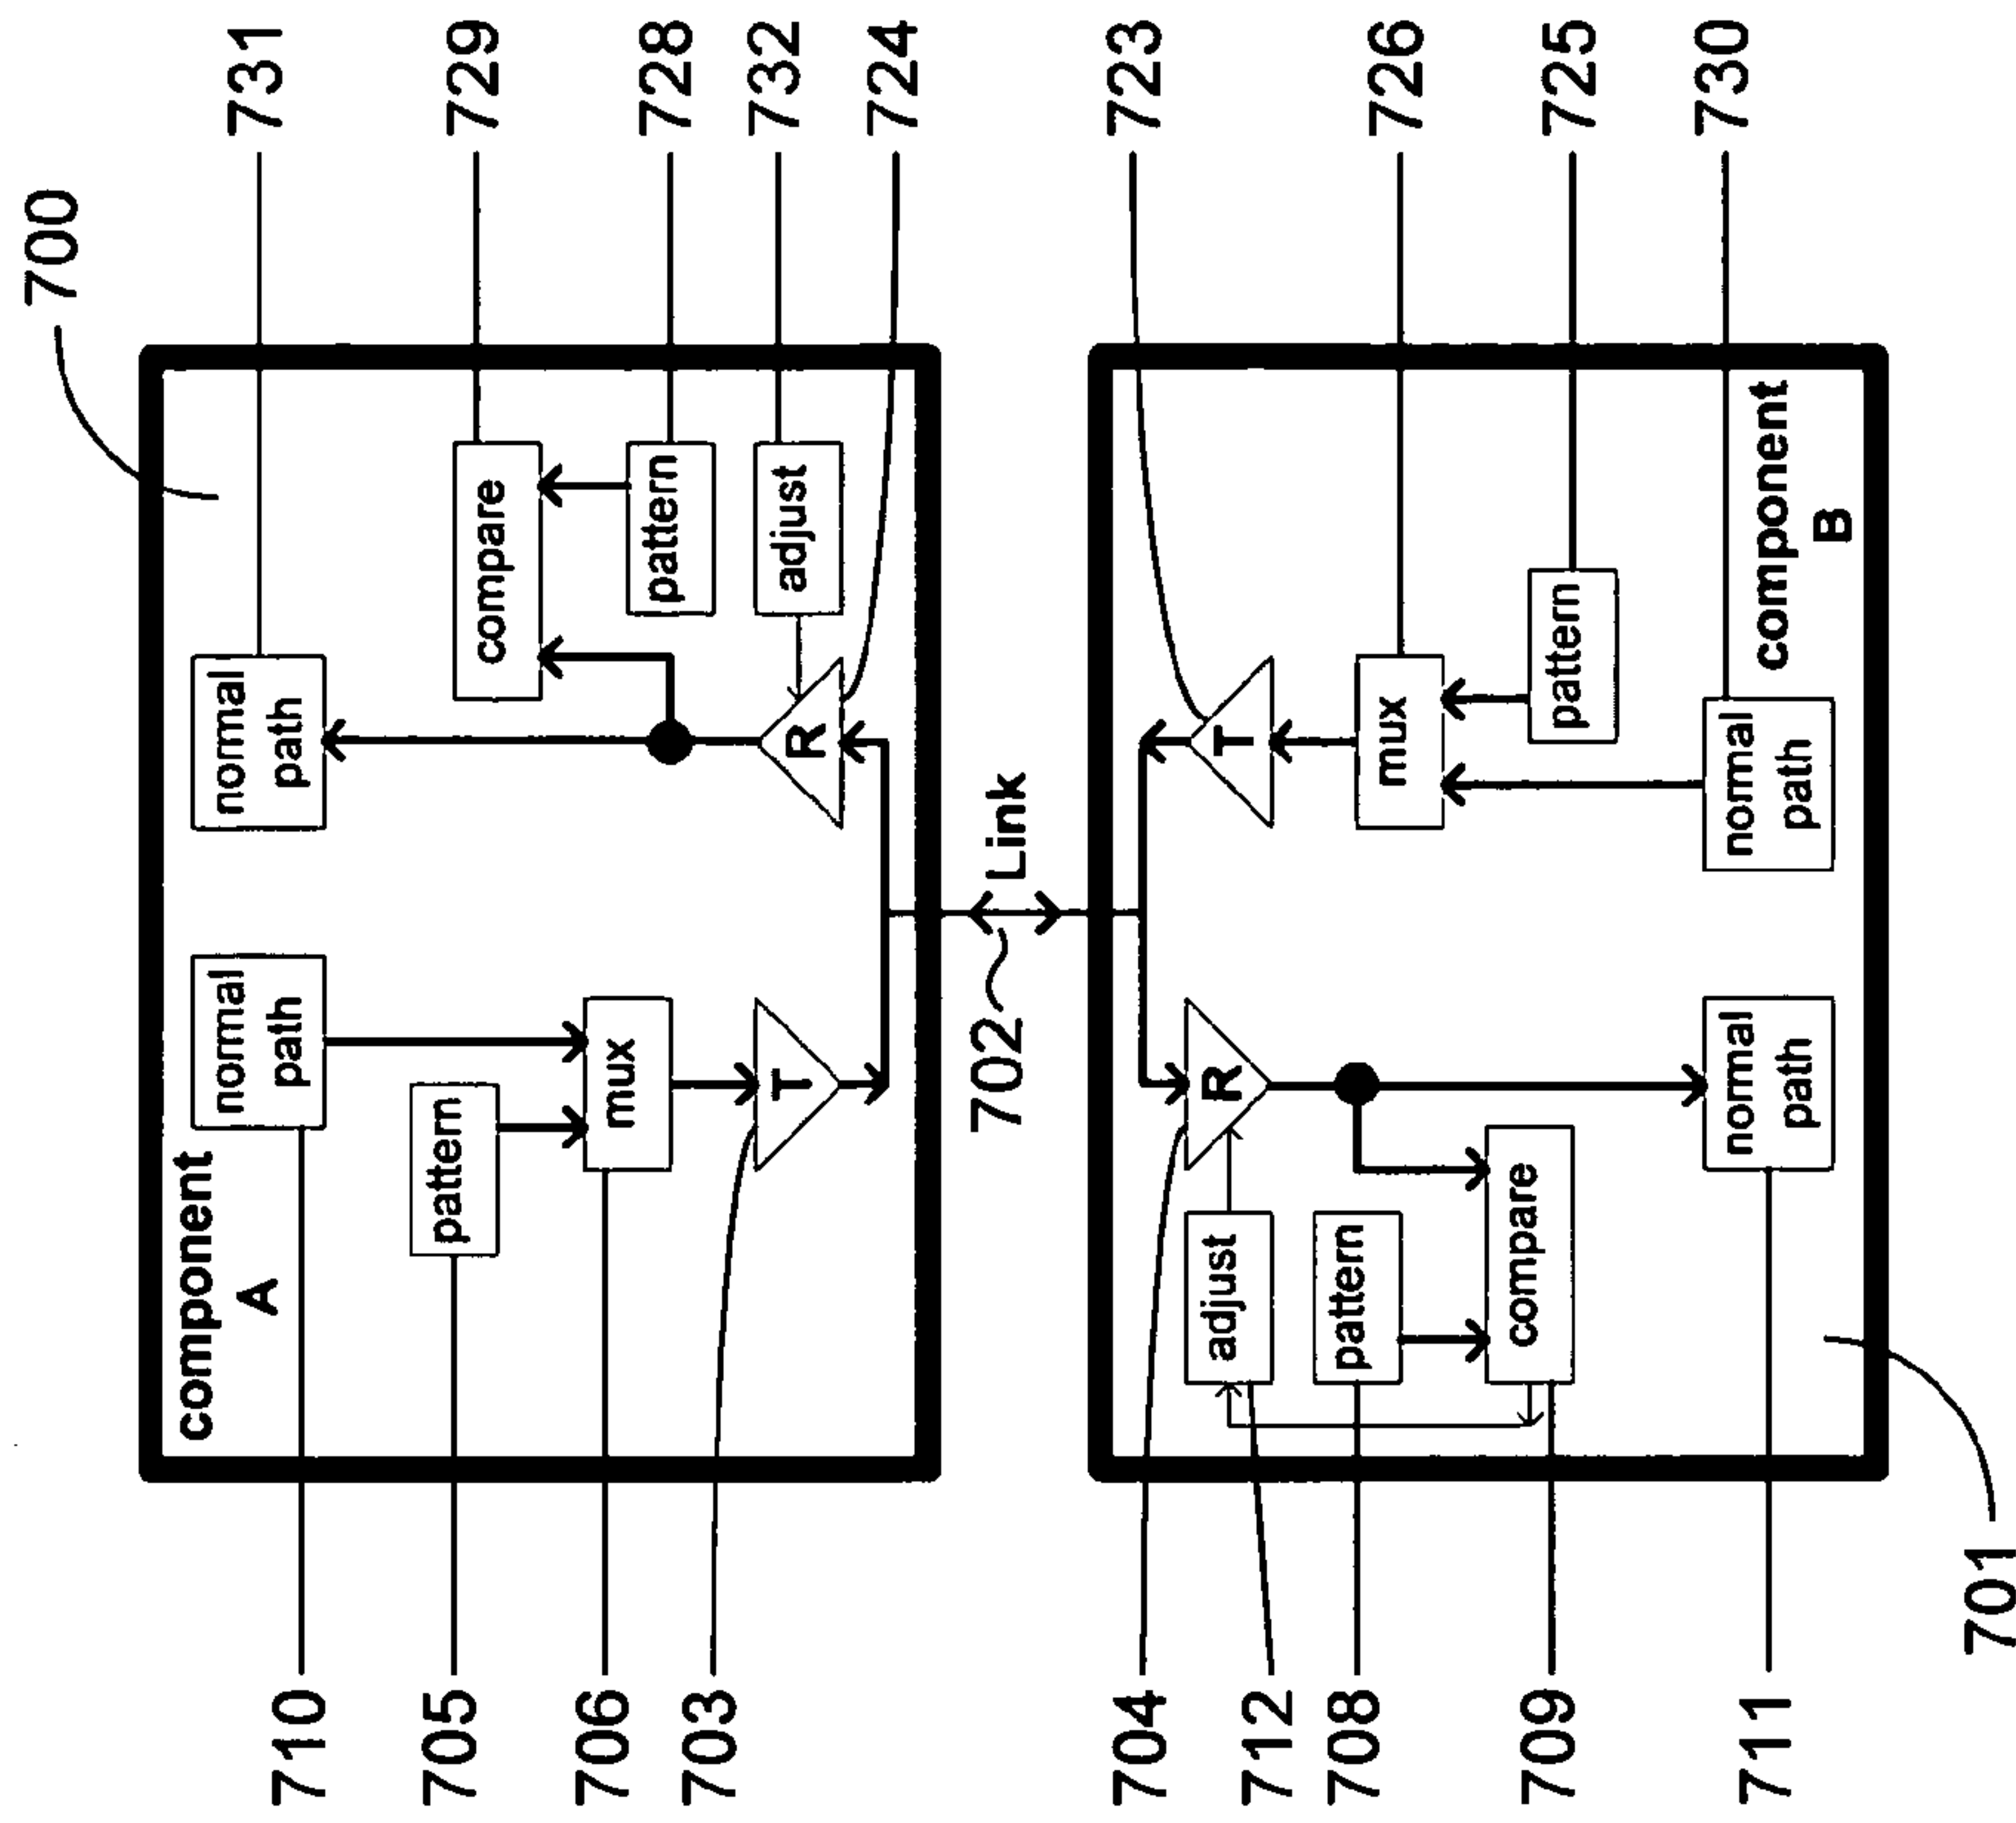 700
731
729
728
732
724
723
726
725
730
component
A
normal
path
pattern
mux
T
normal
path
compare
pattern
adjust
R
Link
702
R
adjust
pattern
compare
normal
path
T
mux
pattern
normal
path
component
B
710
705
706
703
704
712
708
709
711
701